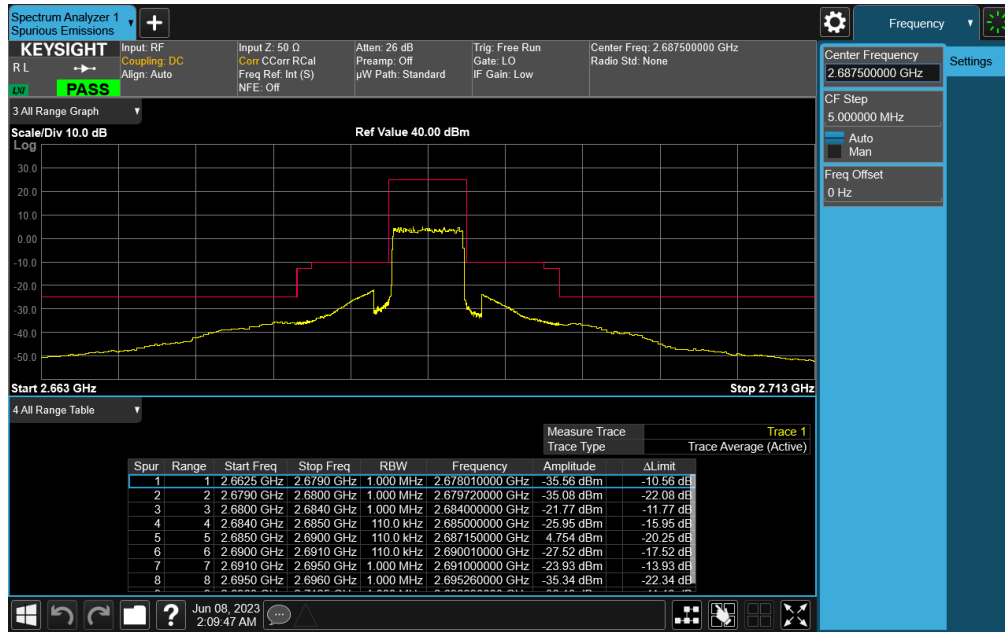 Spectrum Analyzer 1
Spurious Emissions
Frequency
KEYSIGHT
R L
LXI
PASS
Input: RF
Coupling: DC
Align: Auto
Input Z: 50 Ω
Corr CCorr RCal
Freq Ref: Int (S)
NFE: Off
Atten: 26 dB
Preamp: Off
µW Path: Standard
Trig: Free Run
Gate: LO
IF Gain: Low
Center Freq: 2.687500000 GHz
Radio Std: None
Center Frequency
2.687500000 GHz
Settings
CF Step
5.000000 MHz
Auto
Man
Freq Offset
0 Hz
3 All Range Graph
Scale/Div 10.0 dB
Ref Value 40.00 dBm
Log
30.0
20.0
10.0
0.00
-10.0
-20.0
-30.0
-40.0
-50.0
Start 2.663 GHz
Stop 2.713 GHz
4 All Range Table
Measure Trace Trace 1
Trace Type Trace Average (Active)
Spur Range Start Freq Stop Freq RBW Frequency Amplitude ΔLimit
1 1 2.6625 GHz 2.6790 GHz 1.000 MHz 2.678010000 GHz -35.56 dBm -10.56 dB
2 2 2.6790 GHz 2.6800 GHz 1.000 MHz 2.679720000 GHz -35.08 dBm -22.08 dB
3 3 2.6800 GHz 2.6840 GHz 1.000 MHz 2.684000000 GHz -21.77 dBm -11.77 dB
4 4 2.6840 GHz 2.6850 GHz 110.0 kHz 2.685000000 GHz -25.95 dBm -15.95 dB
5 5 2.6850 GHz 2.6900 GHz 110.0 kHz 2.687150000 GHz 4.754 dBm -20.25 dB
6 6 2.6900 GHz 2.6910 GHz 110.0 kHz 2.690010000 GHz -27.52 dBm -17.52 dB
7 7 2.6910 GHz 2.6950 GHz 1.000 MHz 2.691000000 GHz -23.93 dBm -13.93 dB
8 8 2.6950 GHz 2.6960 GHz 1.000 MHz 2.695260000 GHz -35.34 dBm -22.34 dB
Jun 08, 2023
2:09:47 AM